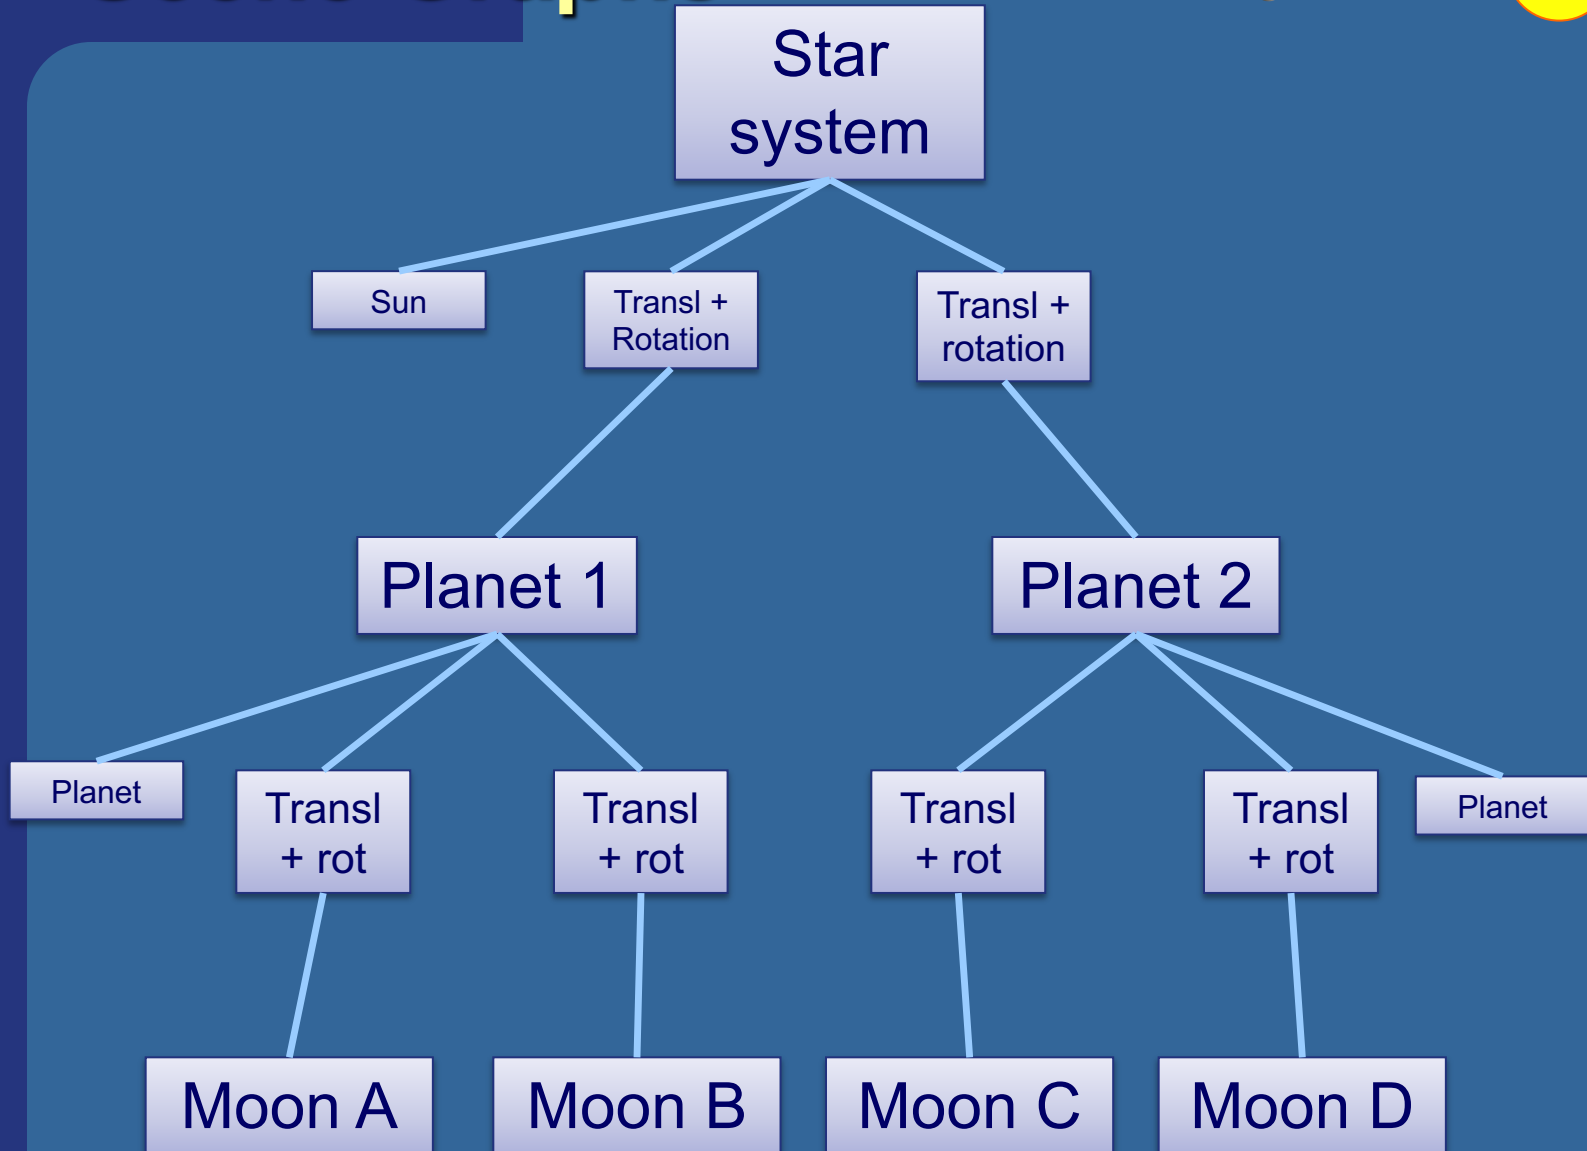 Star
system
Sun
Transl +
Rotation
Transl +
rotation
Planet 1
Planet 2
Planet
Transl
+ rot
Transl
+ rot
Transl
+ rot
Transl
+ rot
Planet
Moon A
Moon B
Moon C
Moon D